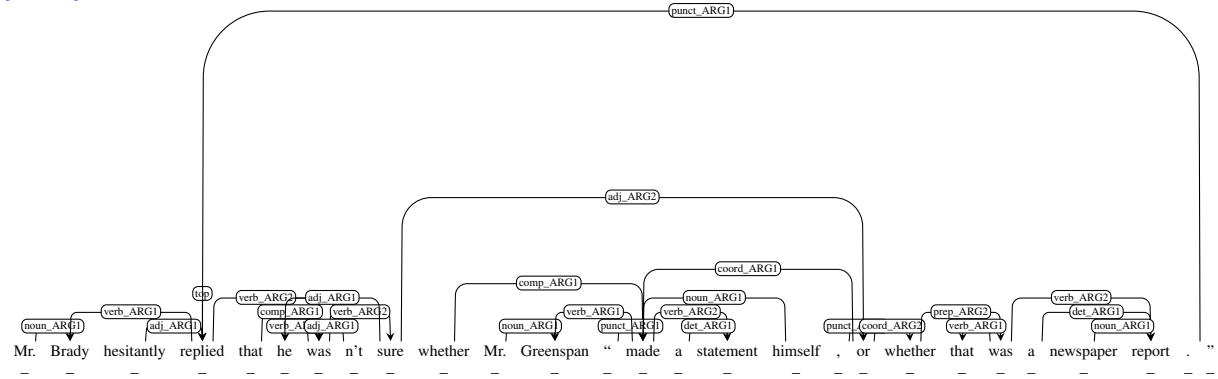 punct_ARG1
adj_ARG2
coord_ARG1
comp_ARG1
top verb_ARG2 adj_ARG1 noun_ARG1 verb_ARG2
verb_ARG1 comp_ARG1 verb_ARG2 verb_ARG1 verb_ARG2 prep_ARG2 det_ARG1
noun_ARG1 adj_ARG1 adj_ARG1 noun_ARG1 punct_ARG1 det_ARG1 coord_ARG2 verb_ARG1 noun_ARG1
Mr. Brady hesitantly replied that he was n't sure whether Mr. Greenspan “ made a statement himself , or whether that was a newspaper report . ”